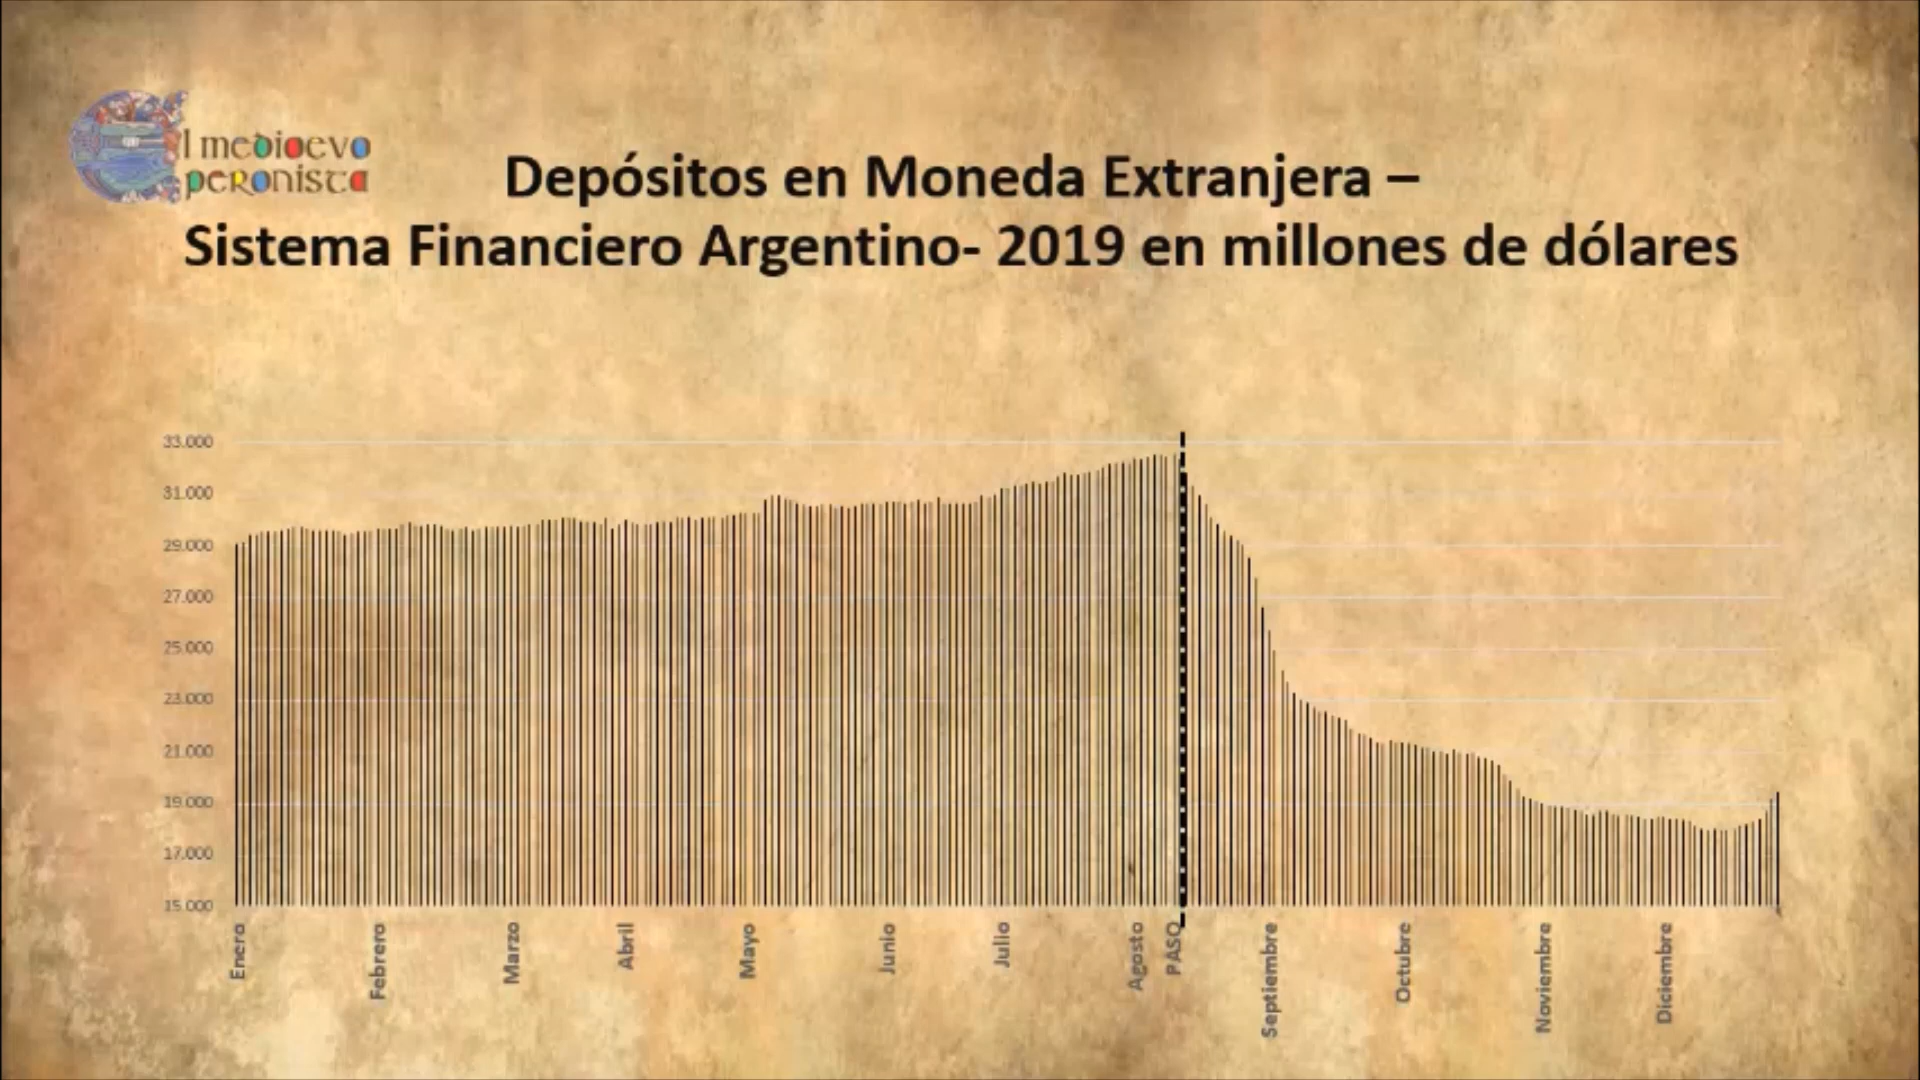 El medioevo
peronista
Depósitos en Moneda Extranjera –
Sistema Financiero Argentino- 2019 en millones de dólares
33.000
31.000
29.000
27.000
25.000
23.000
21.000
19.000
17.000
15.000
Enero
Febrero
Marzo
Abril
Mayo
Junio
Julio
Agosto
PASO
Septiembre
Octubre
Noviembre
Diciembre